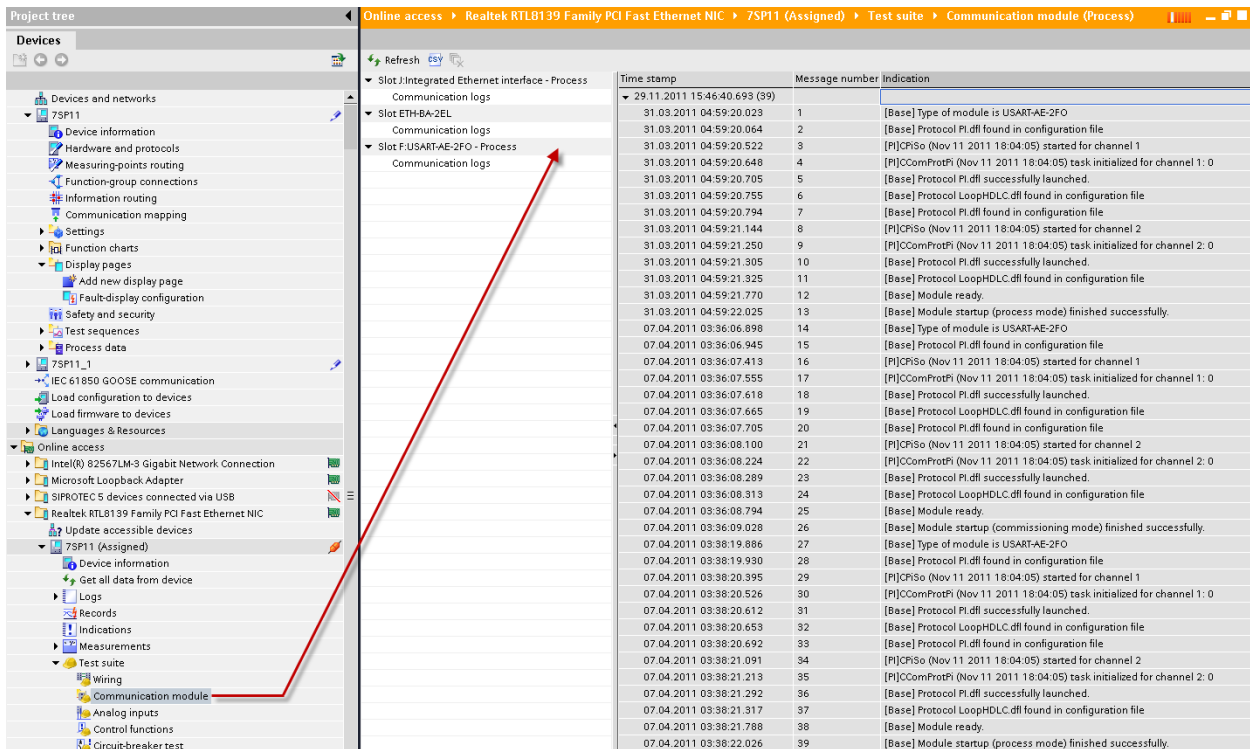 Project tree
Online access ▸ Realtek RTL8139 Family PCI Fast Ethernet NIC ▸ 7SP11 (Assigned) ▸ Test suite ▸ Communication module (Process)
Devices
Devices and networks
7SP11
Device information
Hardware and protocols
Measuring-points routing
Function-group connections
Information routing
Communication mapping
Settings
Function charts
Display pages
Add new display page
Fault-display configuration
Safety and security
Test sequences
Process data
7SP11_1
IEC 61850 GOOSE communication
Load configuration to devices
Load firmware to devices
Languages & Resources
Online access
Intel(R) 82567LM-3 Gigabit Network Connection
Microsoft Loopback Adapter
SIPROTEC 5 devices connected via USB
Realtek RTL8139 Family PCI Fast Ethernet NIC
Update accessible devices
7SP11 (Assigned)
Device information
Get all data from device
Logs
Records
Indications
Measurements
Test suite
Wiring
Communication module
Analog inputs
Control functions
Circuit-breaker test
Refresh CSV
Slot J:Integrated Ethernet interface - Process
Communication logs
Slot ETH-BA-2EL
Communication logs
Slot F:USART-AE-2FO - Process
Communication logs
Time stamp Message number Indication
29.11.2011 15:46:40.693 (39)
31.03.2011 04:59:20.023 1 [Base] Type of module is USART-AE-2FO
31.03.2011 04:59:20.064 2 [Base] Protocol PI.dfl found in configuration file
31.03.2011 04:59:20.522 3 [PI]CPiSo (Nov 11 2011 18:04:05) started for channel 1
31.03.2011 04:59:20.648 4 [PI]CComProtPi (Nov 11 2011 18:04:05) task initialized for channel 1: 0
31.03.2011 04:59:20.705 5 [Base] Protocol PI.dfl successfully launched.
31.03.2011 04:59:20.755 6 [Base] Protocol LoopHDLC.dfl found in configuration file
31.03.2011 04:59:20.794 7 [Base] Protocol PI.dfl found in configuration file
31.03.2011 04:59:21.144 8 [PI]CPiSo (Nov 11 2011 18:04:05) started for channel 2
31.03.2011 04:59:21.250 9 [PI]CComProtPi (Nov 11 2011 18:04:05) task initialized for channel 2: 0
31.03.2011 04:59:21.305 10 [Base] Protocol PI.dfl successfully launched.
31.03.2011 04:59:21.325 11 [Base] Protocol LoopHDLC.dfl found in configuration file
31.03.2011 04:59:21.770 12 [Base] Module ready.
31.03.2011 04:59:22.025 13 [Base] Module startup (process mode) finished successfully.
07.04.2011 03:36:06.898 14 [Base] Type of module is USART-AE-2FO
07.04.2011 03:36:06.945 15 [Base] Protocol PI.dfl found in configuration file
07.04.2011 03:36:07.413 16 [PI]CPiSo (Nov 11 2011 18:04:05) started for channel 1
07.04.2011 03:36:07.555 17 [PI]CComProtPi (Nov 11 2011 18:04:05) task initialized for channel 1: 0
07.04.2011 03:36:07.618 18 [Base] Protocol PI.dfl successfully launched.
07.04.2011 03:36:07.665 19 [Base] Protocol LoopHDLC.dfl found in configuration file
07.04.2011 03:36:07.705 20 [Base] Protocol PI.dfl found in configuration file
07.04.2011 03:36:08.100 21 [PI]CPiSo (Nov 11 2011 18:04:05) started for channel 2
07.04.2011 03:36:08.224 22 [PI]CComProtPi (Nov 11 2011 18:04:05) task initialized for channel 2: 0
07.04.2011 03:36:08.289 23 [Base] Protocol PI.dfl successfully launched.
07.04.2011 03:36:08.313 24 [Base] Protocol LoopHDLC.dfl found in configuration file
07.04.2011 03:36:08.794 25 [Base] Module ready.
07.04.2011 03:36:09.028 26 [Base] Module startup (commissioning mode) finished successfully.
07.04.2011 03:38:19.886 27 [Base] Type of module is USART-AE-2FO
07.04.2011 03:38:19.930 28 [Base] Protocol PI.dfl found in configuration file
07.04.2011 03:38:20.395 29 [PI]CPiSo (Nov 11 2011 18:04:05) started for channel 1
07.04.2011 03:38:20.526 30 [PI]CComProtPi (Nov 11 2011 18:04:05) task initialized for channel 1: 0
07.04.2011 03:38:20.612 31 [Base] Protocol PI.dfl successfully launched.
07.04.2011 03:38:20.653 32 [Base] Protocol LoopHDLC.dfl found in configuration file
07.04.2011 03:38:20.692 33 [Base] Protocol PI.dfl found in configuration file
07.04.2011 03:38:21.091 34 [PI]CPiSo (Nov 11 2011 18:04:05) started for channel 2
07.04.2011 03:38:21.213 35 [PI]CComProtPi (Nov 11 2011 18:04:05) task initialized for channel 2: 0
07.04.2011 03:38:21.292 36 [Base] Protocol PI.dfl successfully launched.
07.04.2011 03:38:21.317 37 [Base] Protocol LoopHDLC.dfl found in configuration file
07.04.2011 03:38:21.788 38 [Base] Module ready.
07.04.2011 03:38:22.026 39 [Base] Module startup (process mode) finished successfully.